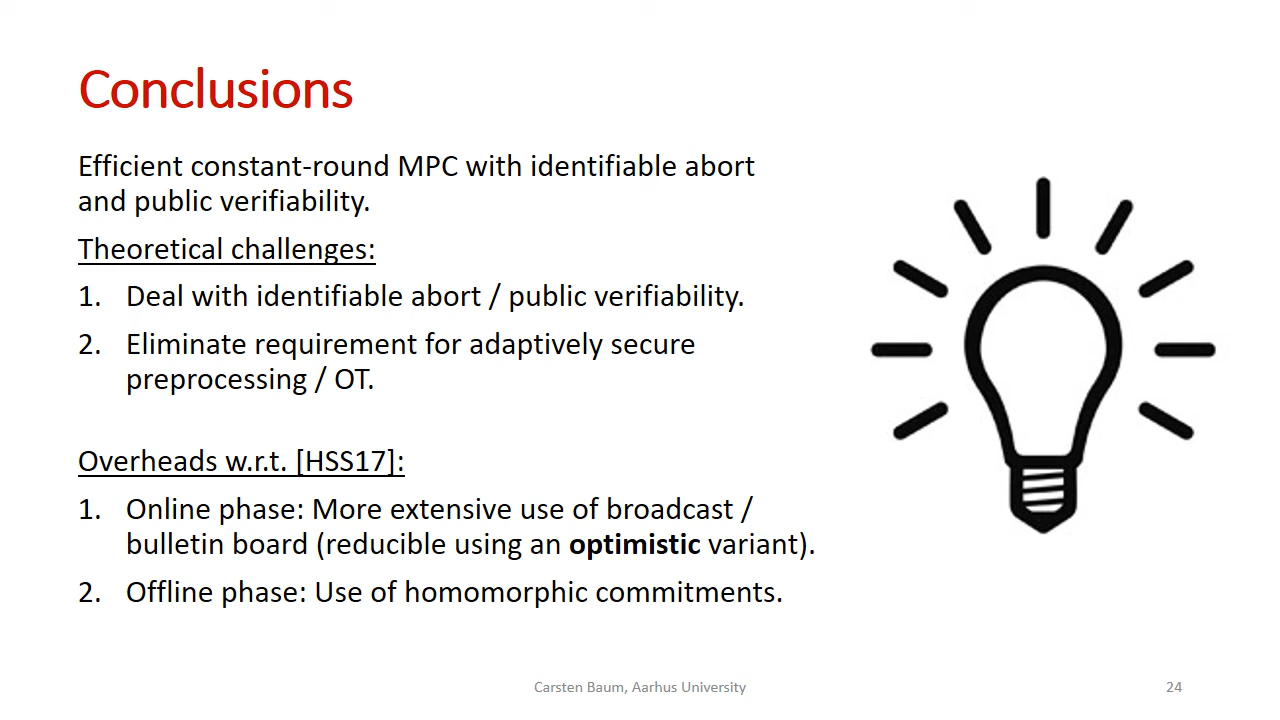 Conclusions
Efficient constant-round MPC with identifiable abort
and public verifiability.
Theoretical challenges:
1. Deal with identifiable abort / public verifiability.
2. Eliminate requirement for adaptively secure
preprocessing / OT.
Overheads w.r.t. [HSS17]:
1. Online phase: More extensive use of broadcast /
bulletin board (reducible using an optimistic variant).
2. Offline phase: Use of homomorphic commitments.
Carsten Baum, Aarhus University
24